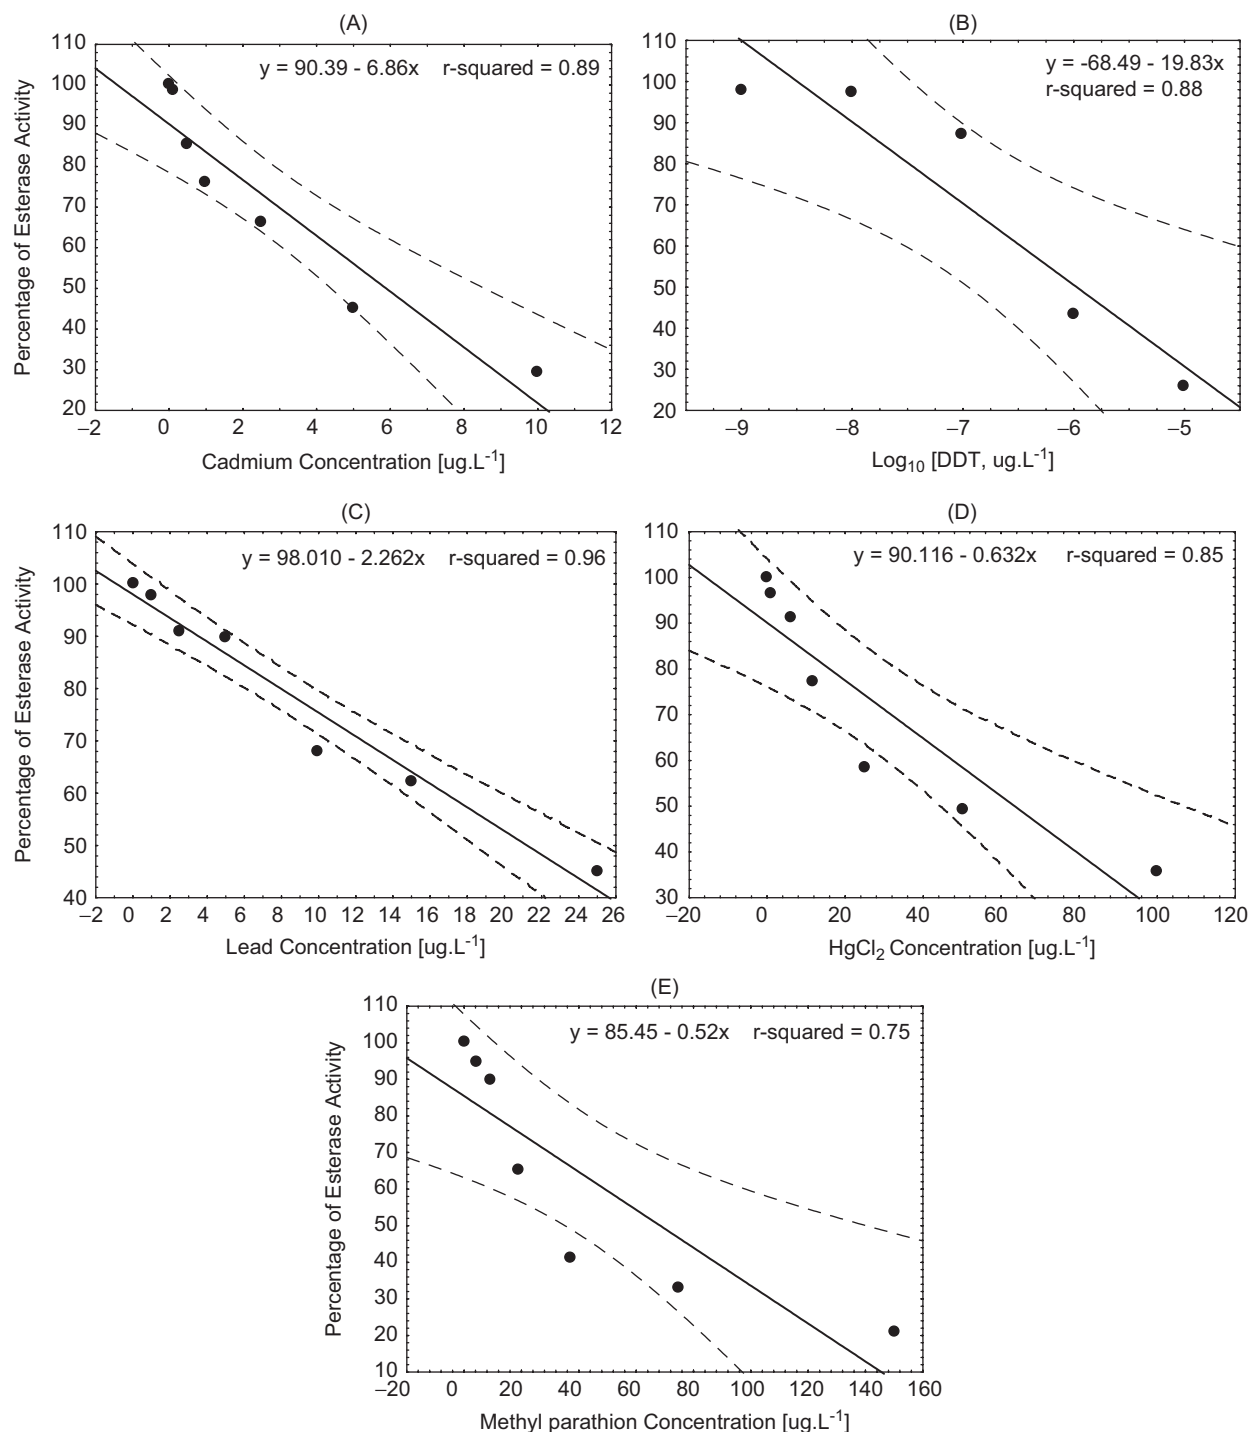 (A)
110
100
90
80
70
60
50
40
30
20
Percentage of Esterase Activity
y = 90.39 - 6.86x r-squared = 0.89
–2 0 2 4 6 8 10 12
Cadmium Concentration [ug.L-1]
(B)
110
100
90
80
70
60
50
40
30
20
y = -68.49 - 19.83x
r-squared = 0.88
–9 –8 –7 –6 –5
Log10 [DDT, ug.L-1]
(C)
110
100
90
80
70
60
50
40
Percentage of Esterase Activity
y = 98.010 - 2.262x r-squared = 0.96
–2 0 2 4 6 8 10 12 14 16 18 20 22 24 26
Lead Concentration [ug.L-1]
(D)
110
100
90
80
70
60
50
40
30
y = 90.116 - 0.632x r-squared = 0.85
–20 0 20 40 60 80 100 120
HgCl2 Concentration [ug.L-1]
(E)
110
100
90
80
70
60
50
40
30
20
10
Percentage of Esterase Activity
y = 85.45 - 0.52x r-squared = 0.75
–20 0 20 40 60 80 100 120 140 160
Methyl parathion Concentration [ug.L-1]